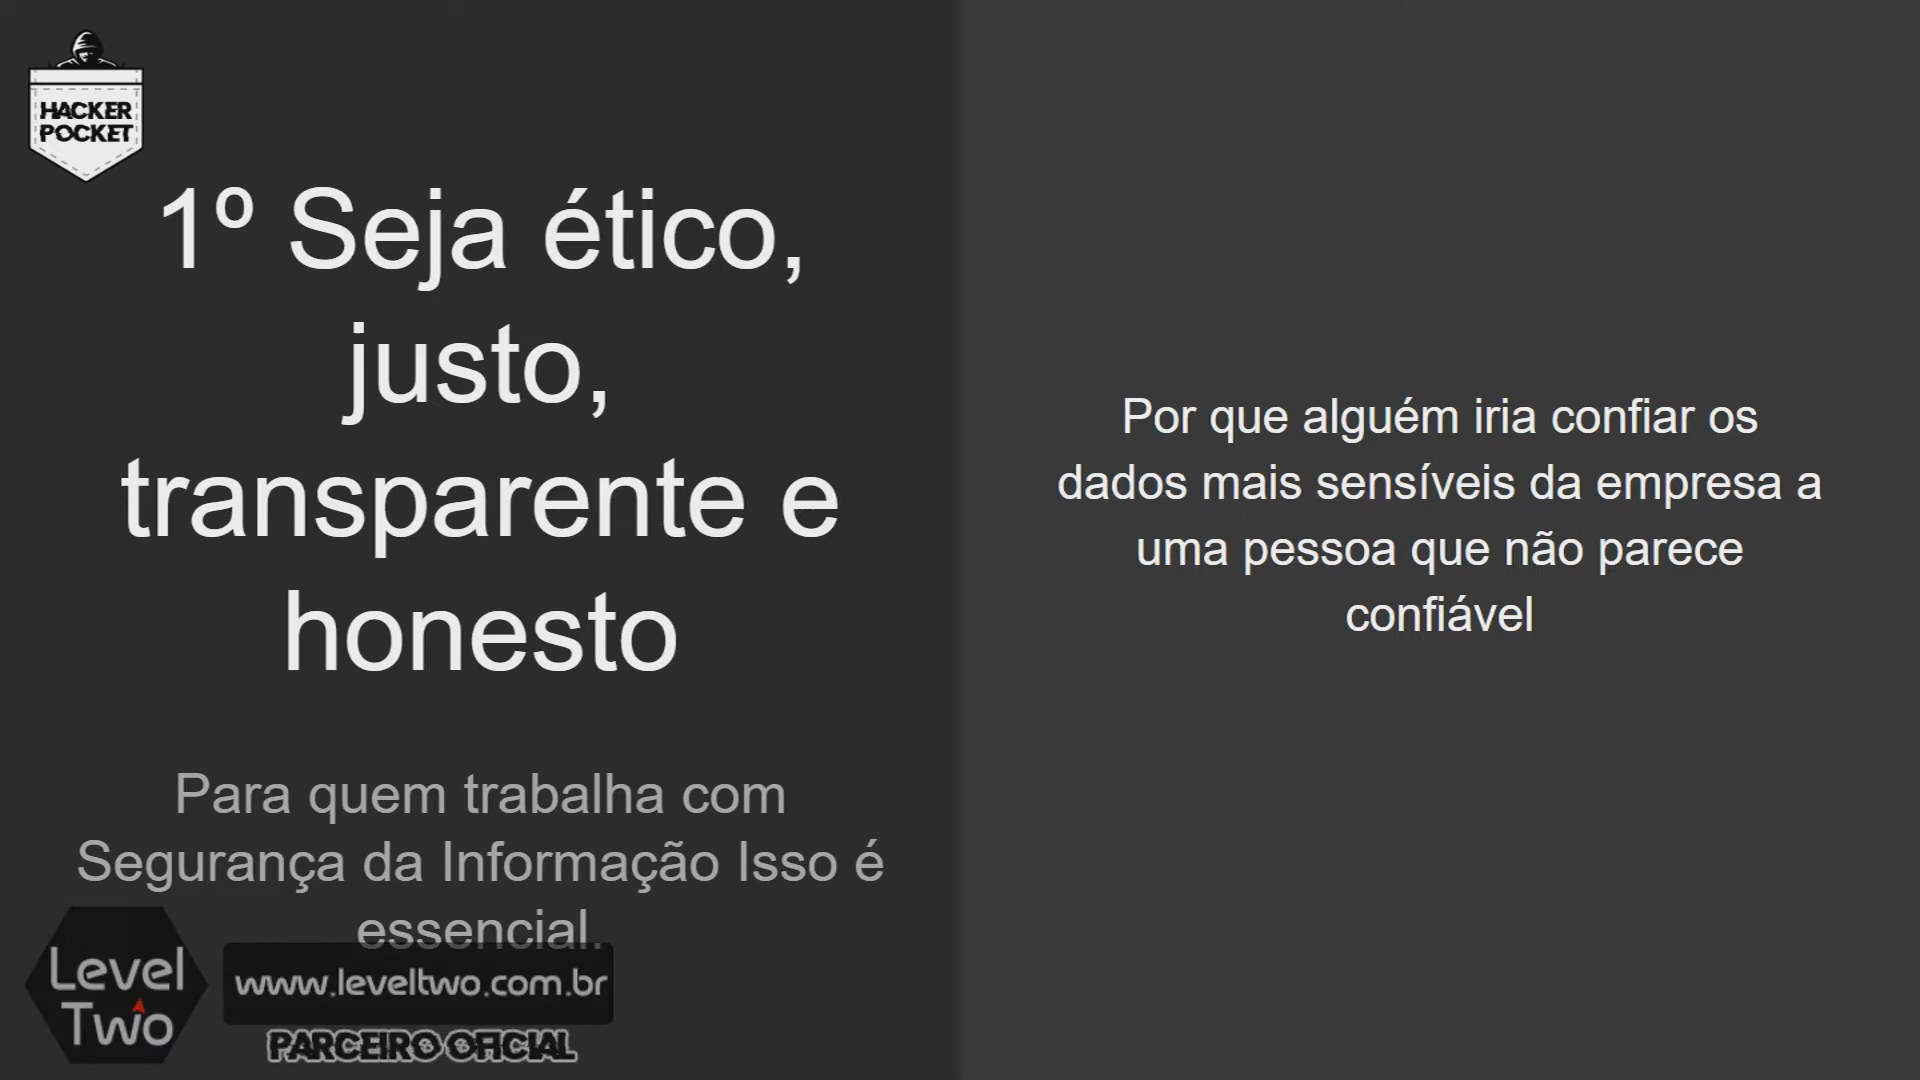 HACKER
POCKET
1º Seja ético,
justo,
transparente e
honesto
Para quem trabalha com
Segurança da Informação Isso é
essencial.
Por que alguém iria confiar os
dados mais sensíveis da empresa a
uma pessoa que não parece
confiável
Level
Two
www.leveltwo.com.br
PARCEIRO OFICIAL